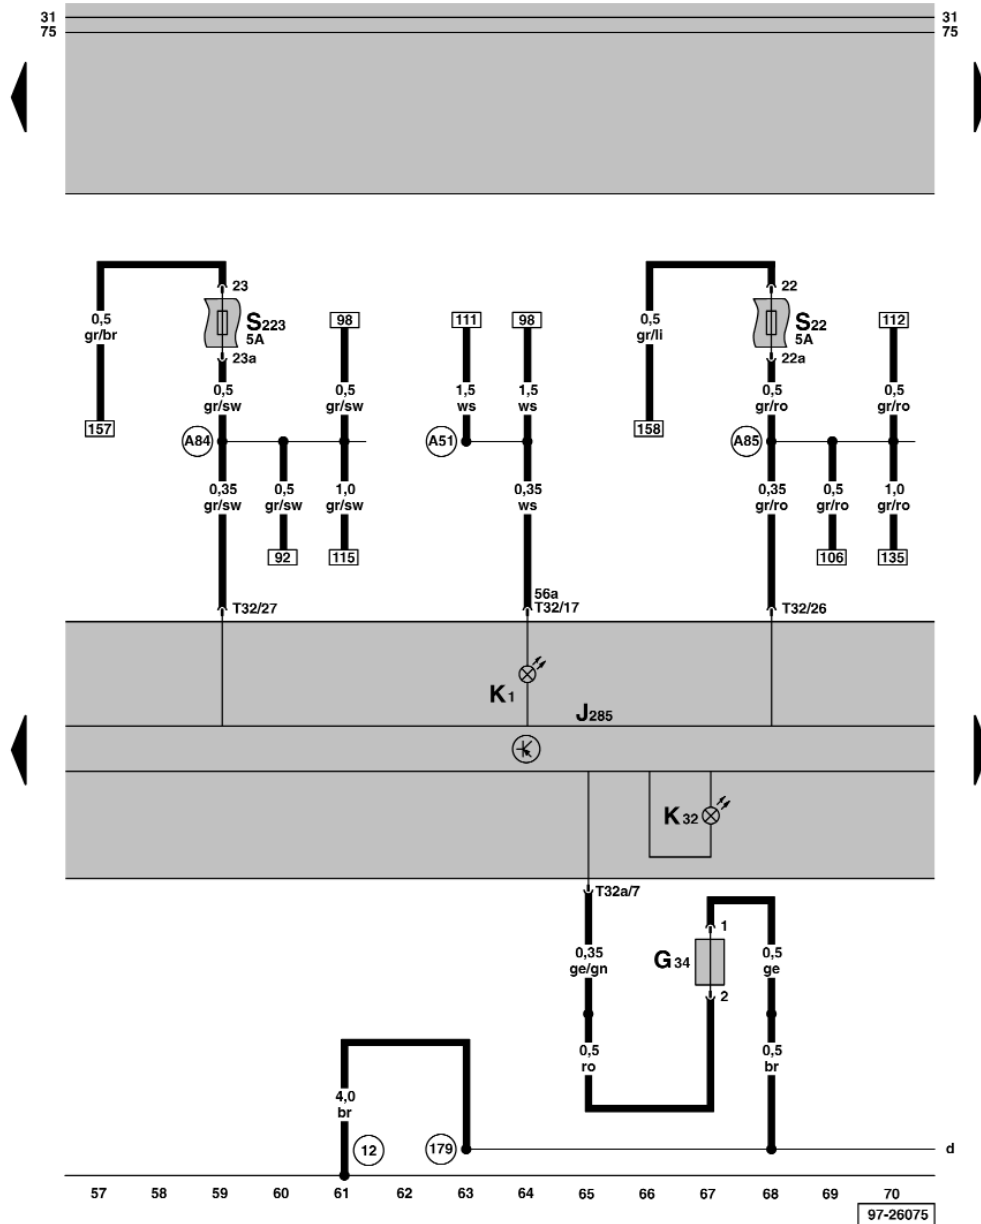 31 31
75 75
23 22
0,5 S223 98 111 98 0,5 S22 112
gr/br 5A gr/li 5A
23a 22a
0,5 0,5 1,5 1,5 0,5 0,5
gr/sw gr/sw ws ws gr/ro gr/ro
157 A84 A51 158 A85
0,35 0,5 1,0 0,35 0,35 0,5 1,0
gr/sw gr/sw gr/sw ws gr/ro gr/ro gr/ro
92 115 106 135
56a
T32/27 T32/17 T32/26
K1
J285
K32
T32a/7
1
0,35 G34 0,5
ge/gn ge
2
0,5 0,5
ro br
4,0
br
12 179 d
57 58 59 60 61 62 63 64 65 66 67 68 69 70
97-26075